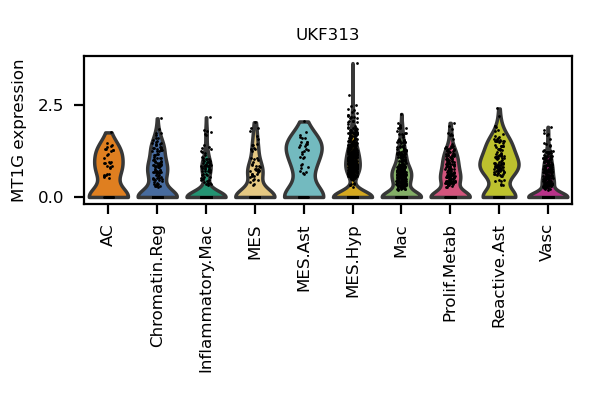 UKF313
MT1G expression
2.5
0.0
AC
Chromatin.Reg
Inflammatory.Mac
MES
MES.Ast
MES.Hyp
Mac
Prolif.Metab
Reactive.Ast
Vasc